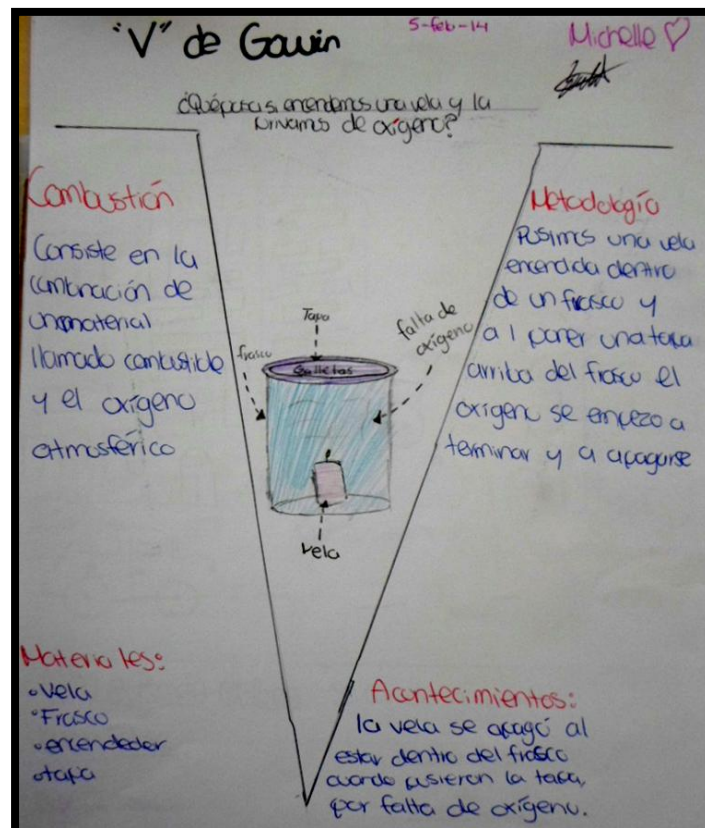 "V" de Gowin
5-feb-14
Michelle
¿Qué pasa si encendemos una vela y la
privamos de oxígeno?
Combustión
Consiste en la
combinación de
un material
llamado combustible
y el oxígeno
atmosférico
Materiales:
Vela
Frasco
encendedor
tapa
Tapa
frasco
falta de
oxígeno
Galletas
vela
Metodología
Pusimos una vela
encendida dentro
de un frasco y
al poner una tapa
arriba del frasco el
oxígeno se empezo a
terminar y a apagarse
Acontecimientos:
la vela se apagó al
estar dentro del frasco
cuando pusieron la tapa,
por falta de oxígeno.